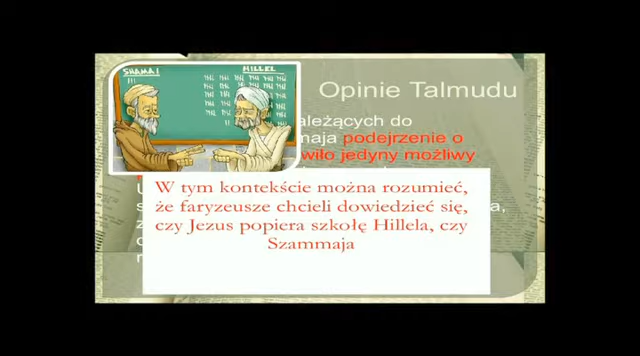 SHAMAI
HILLEL
Opinie Talmudu
ależących do
maja podejrzenie o
wiło jedyny możliwy
W tym kontekście można rozumieć,
że faryzeusze chcieli dowiedzieć się,
czy Jezus popiera szkołę Hillela, czy
Szammaja